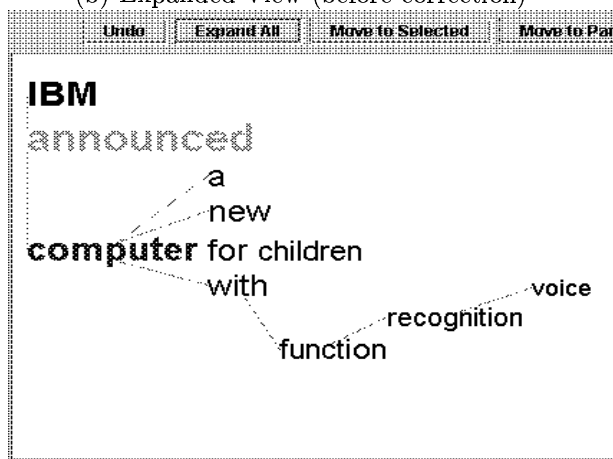 (b) Expanded View (before correction)
Undo Expand All Move to Selected Move to Par
IBM
announced
a
new
computer for children
with
voice
recognition
function